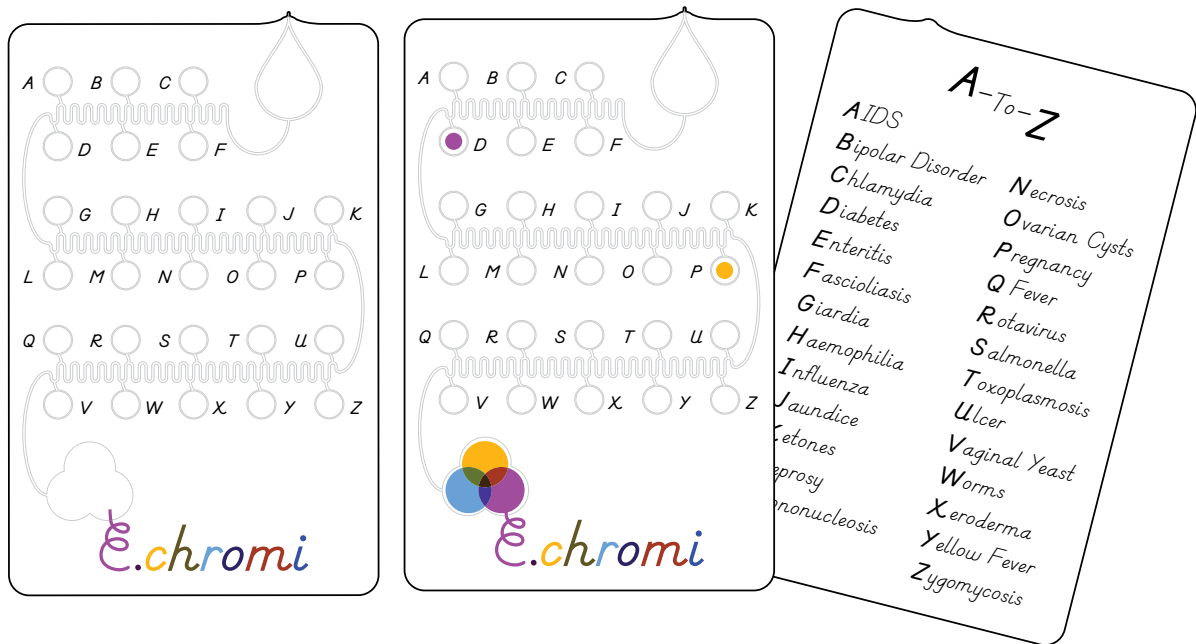 A B C
D E F
G H I J K
L M N O P
Q R S T U
V W X Y Z
E.chromi
A B C
D E F
G H I J K
L M N O P
Q R S T U
V W X Y Z
E.chromi
A-To-Z
AIDS
Bipolar Disorder
Chlamydia
Diabetes
Enteritis
Fascioliasis
Giardia
Haemophilia
Influenza
Jaundice
etones
eprosy
ononucleosis
Necrosis
Ovarian Cysts
Pregnancy
Q Fever
Rotavirus
Salmonella
Toxoplasmosis
Ulcer
Vaginal Yeast
Worms
Xeroderma
Yellow Fever
Zygomycosis